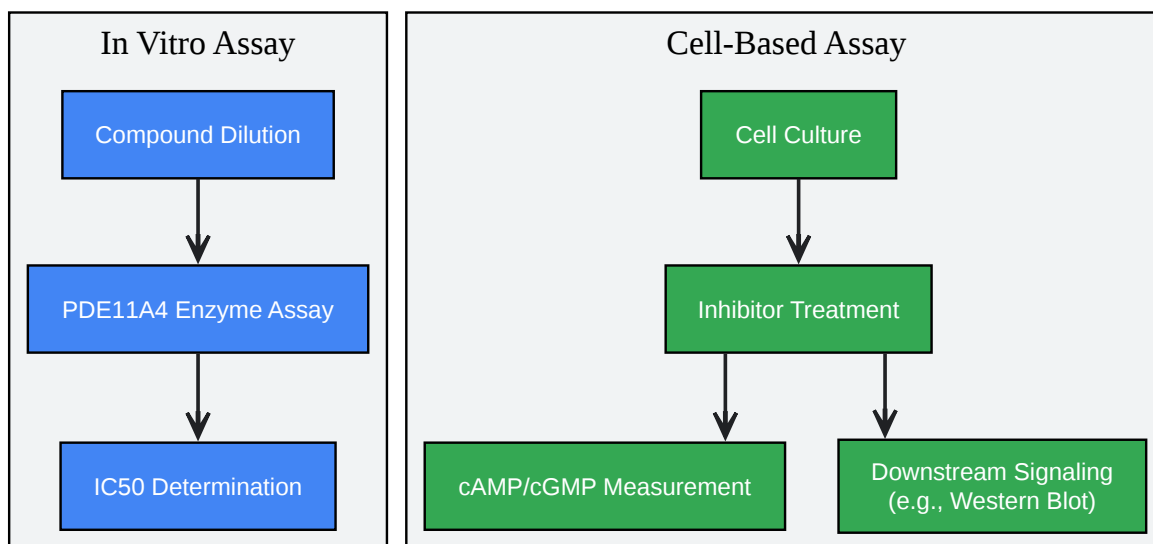 In Vitro Assay
Compound Dilution
PDE11A4 Enzyme Assay
IC50 Determination
Cell-Based Assay
Cell Culture
Inhibitor Treatment
cAMP/cGMP Measurement
Downstream Signaling
(e.g., Western Blot)